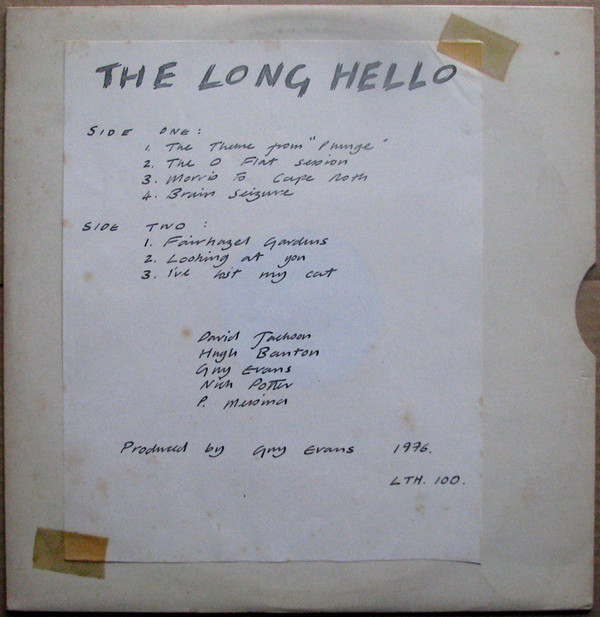 THE LONG HELLO
SIDE ONE:
1. The Theme from "Plunge"
2. The O Flat session
3. Morris to Cape Roth
4. Brain Seizure
SIDE TWO:
1. Fairhazel Gardens
2. Looking at you
3. I've lost my cat
David Jackson
Hugh Banton
Guy Evans
Nick Potter
P. Messina
Produced by Guy Evans 1976.
LTH. 100.